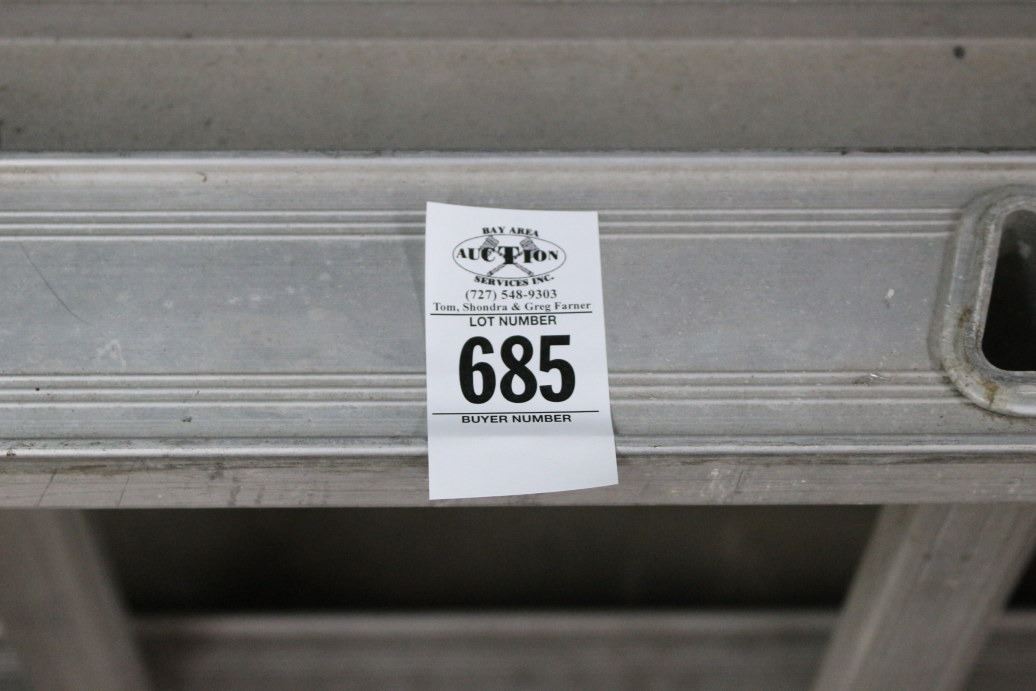 BAY AREA
AUCTION
SERVICES INC.
(727) 548-9303
Tom, Shondra & Greg Farner
LOT NUMBER
685
BUYER NUMBER